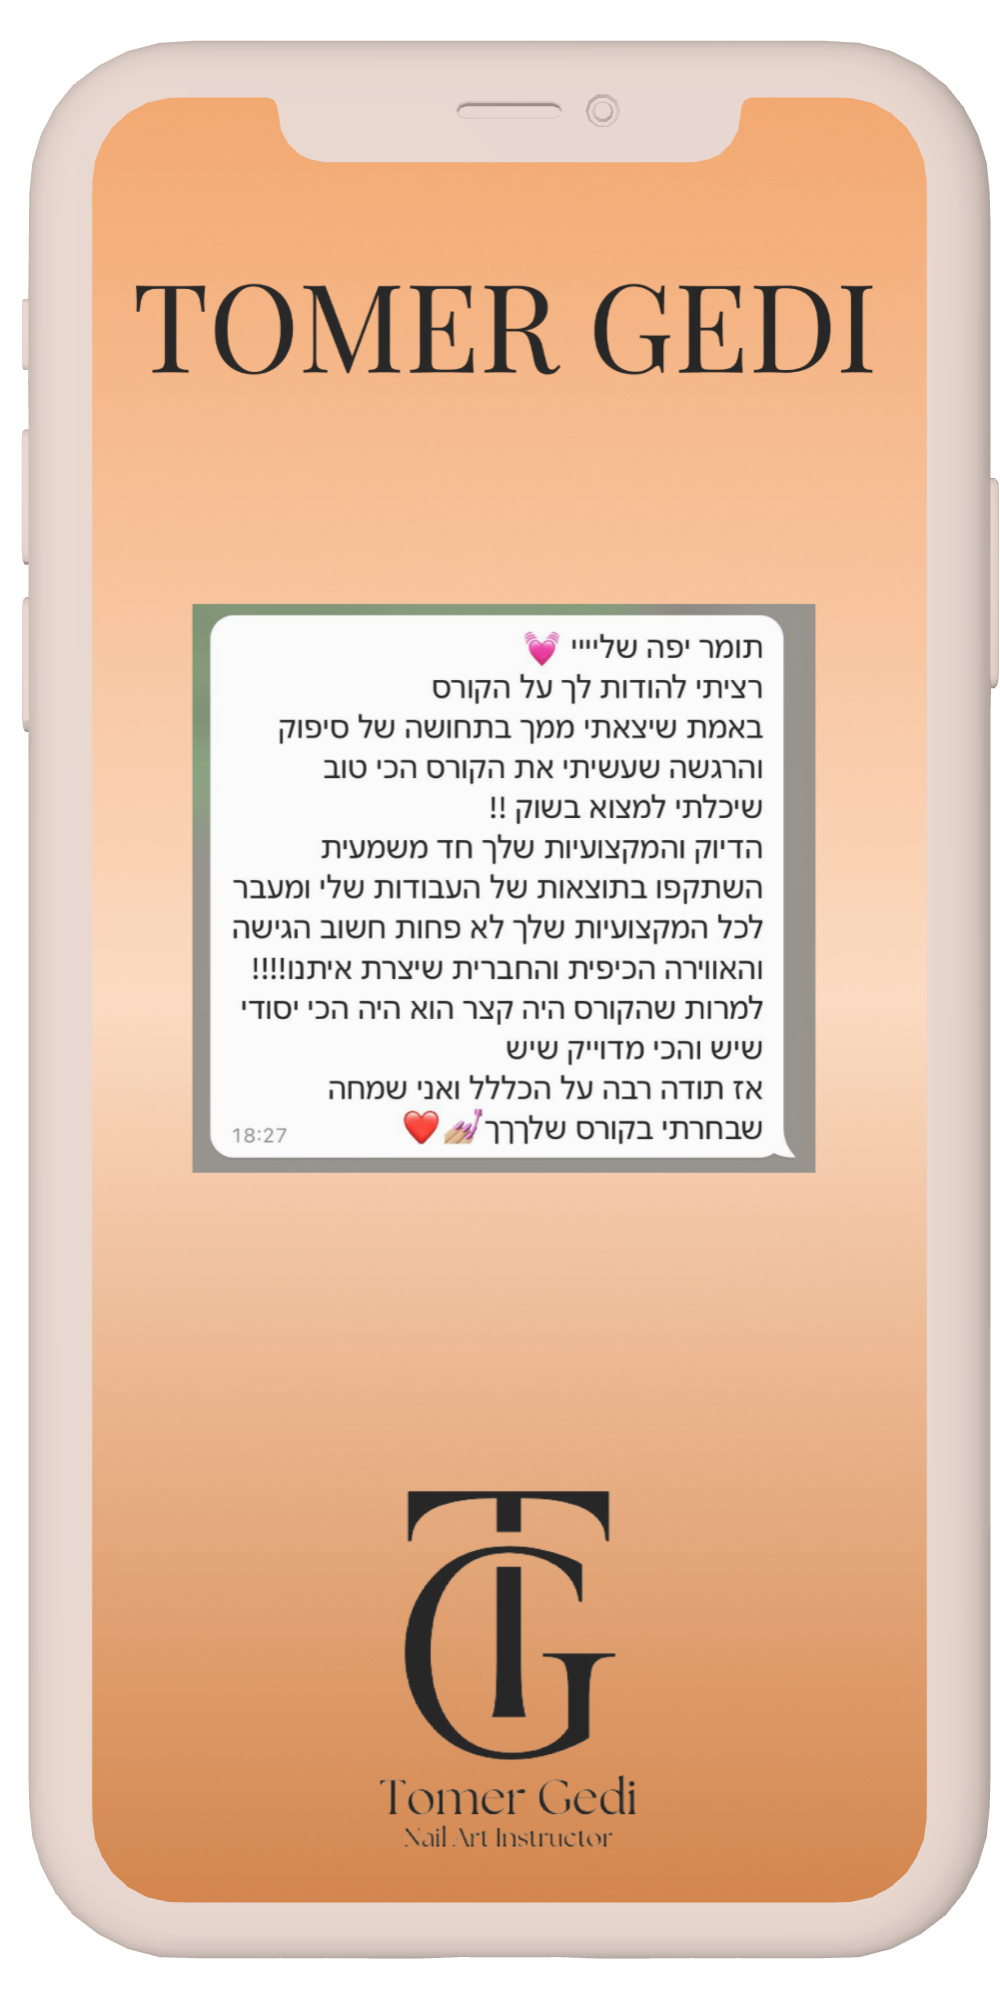 TOMER GEDI
תומר יפה שלייייי 💓
רציתי להודות לך על הקורס
באמת שיצאתי ממך בתחושה של סיפוק
והרגשה שעשיתי את הקורס הכי טוב
שיכלתי למצוא בשוק !!
הדיוק והמקצועיות שלך חד משמעית
השתקפו בתוצאות של העבודות שלי ומעבר
לכל המקצועיות שלך לא פחות חשוב הגישה
והאווירה הכיפית והחברית שיצרת איתנו!!!!
למרות שהקורס היה קצר הוא היה הכי יסודי
שיש והכי מדוייק שיש
אז תודה רבה על הכללל ואני שמחה
שבחרתי בקורס שלךךך💅🏼❤️
18:27
TG
Tomer Gedi
Nail Art Instructor